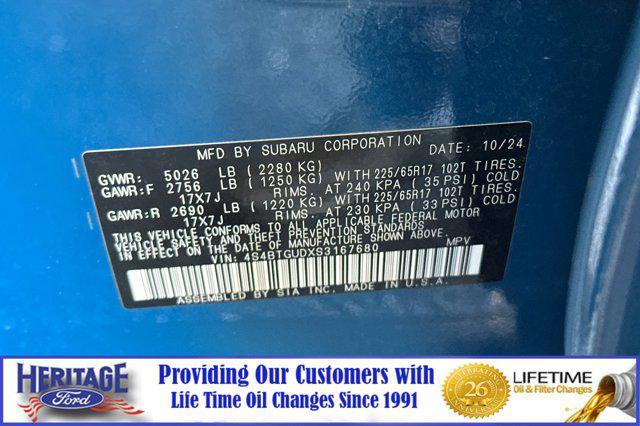 MFD BY SUBARU CORPORATION DATE: 10/24
GVWR: 5026 LB (2280 KG)
GAWR:F 2756 LB (1250 KG) WITH 225/65R17 102T TIRES.
17X7J RIMS. AT 240 KPA (35 PSI) COLD
GAWR:R 2690 LB (1220 KG) WITH 225/65R17 102T TIRES.
17X7J RIMS. AT 230 KPA (33 PSI) COLD
THIS VEHICLE CONFORMS TO ALL APPLICABLE FEDERAL MOTOR
VEHICLE SAFETY AND THEFT PREVENTION STANDARDS
IN EFFECT ON THE DATE OF MANUFACTURE SHOWN ABOVE.
VIN: 4S4BTGUDXS3167680 MPV
ASSEMBLED BY SIA INC. MADE IN U.S.A.
HERITAGE
Ford
Providing Our Customers with
Life Time Oil Changes Since 1991
26
LIFETIME
Oil & Filter Changes